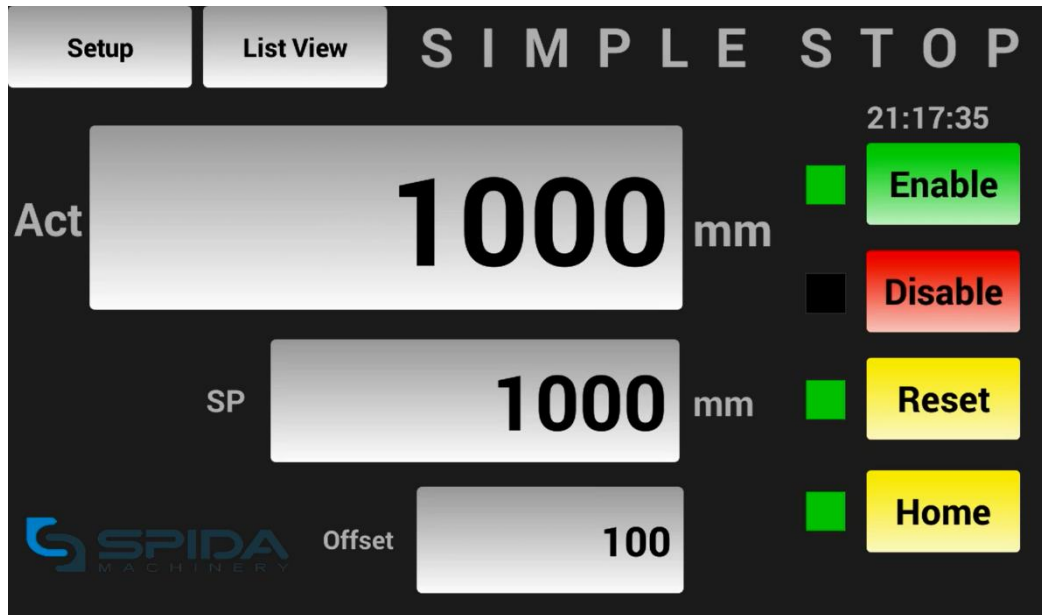 Setup List View SIMPLE STOP
21:17:35
Act 1000 mm Enable
Disable
SP 1000 mm Reset
Offset 100 Home
SPIDA
MACHINERY